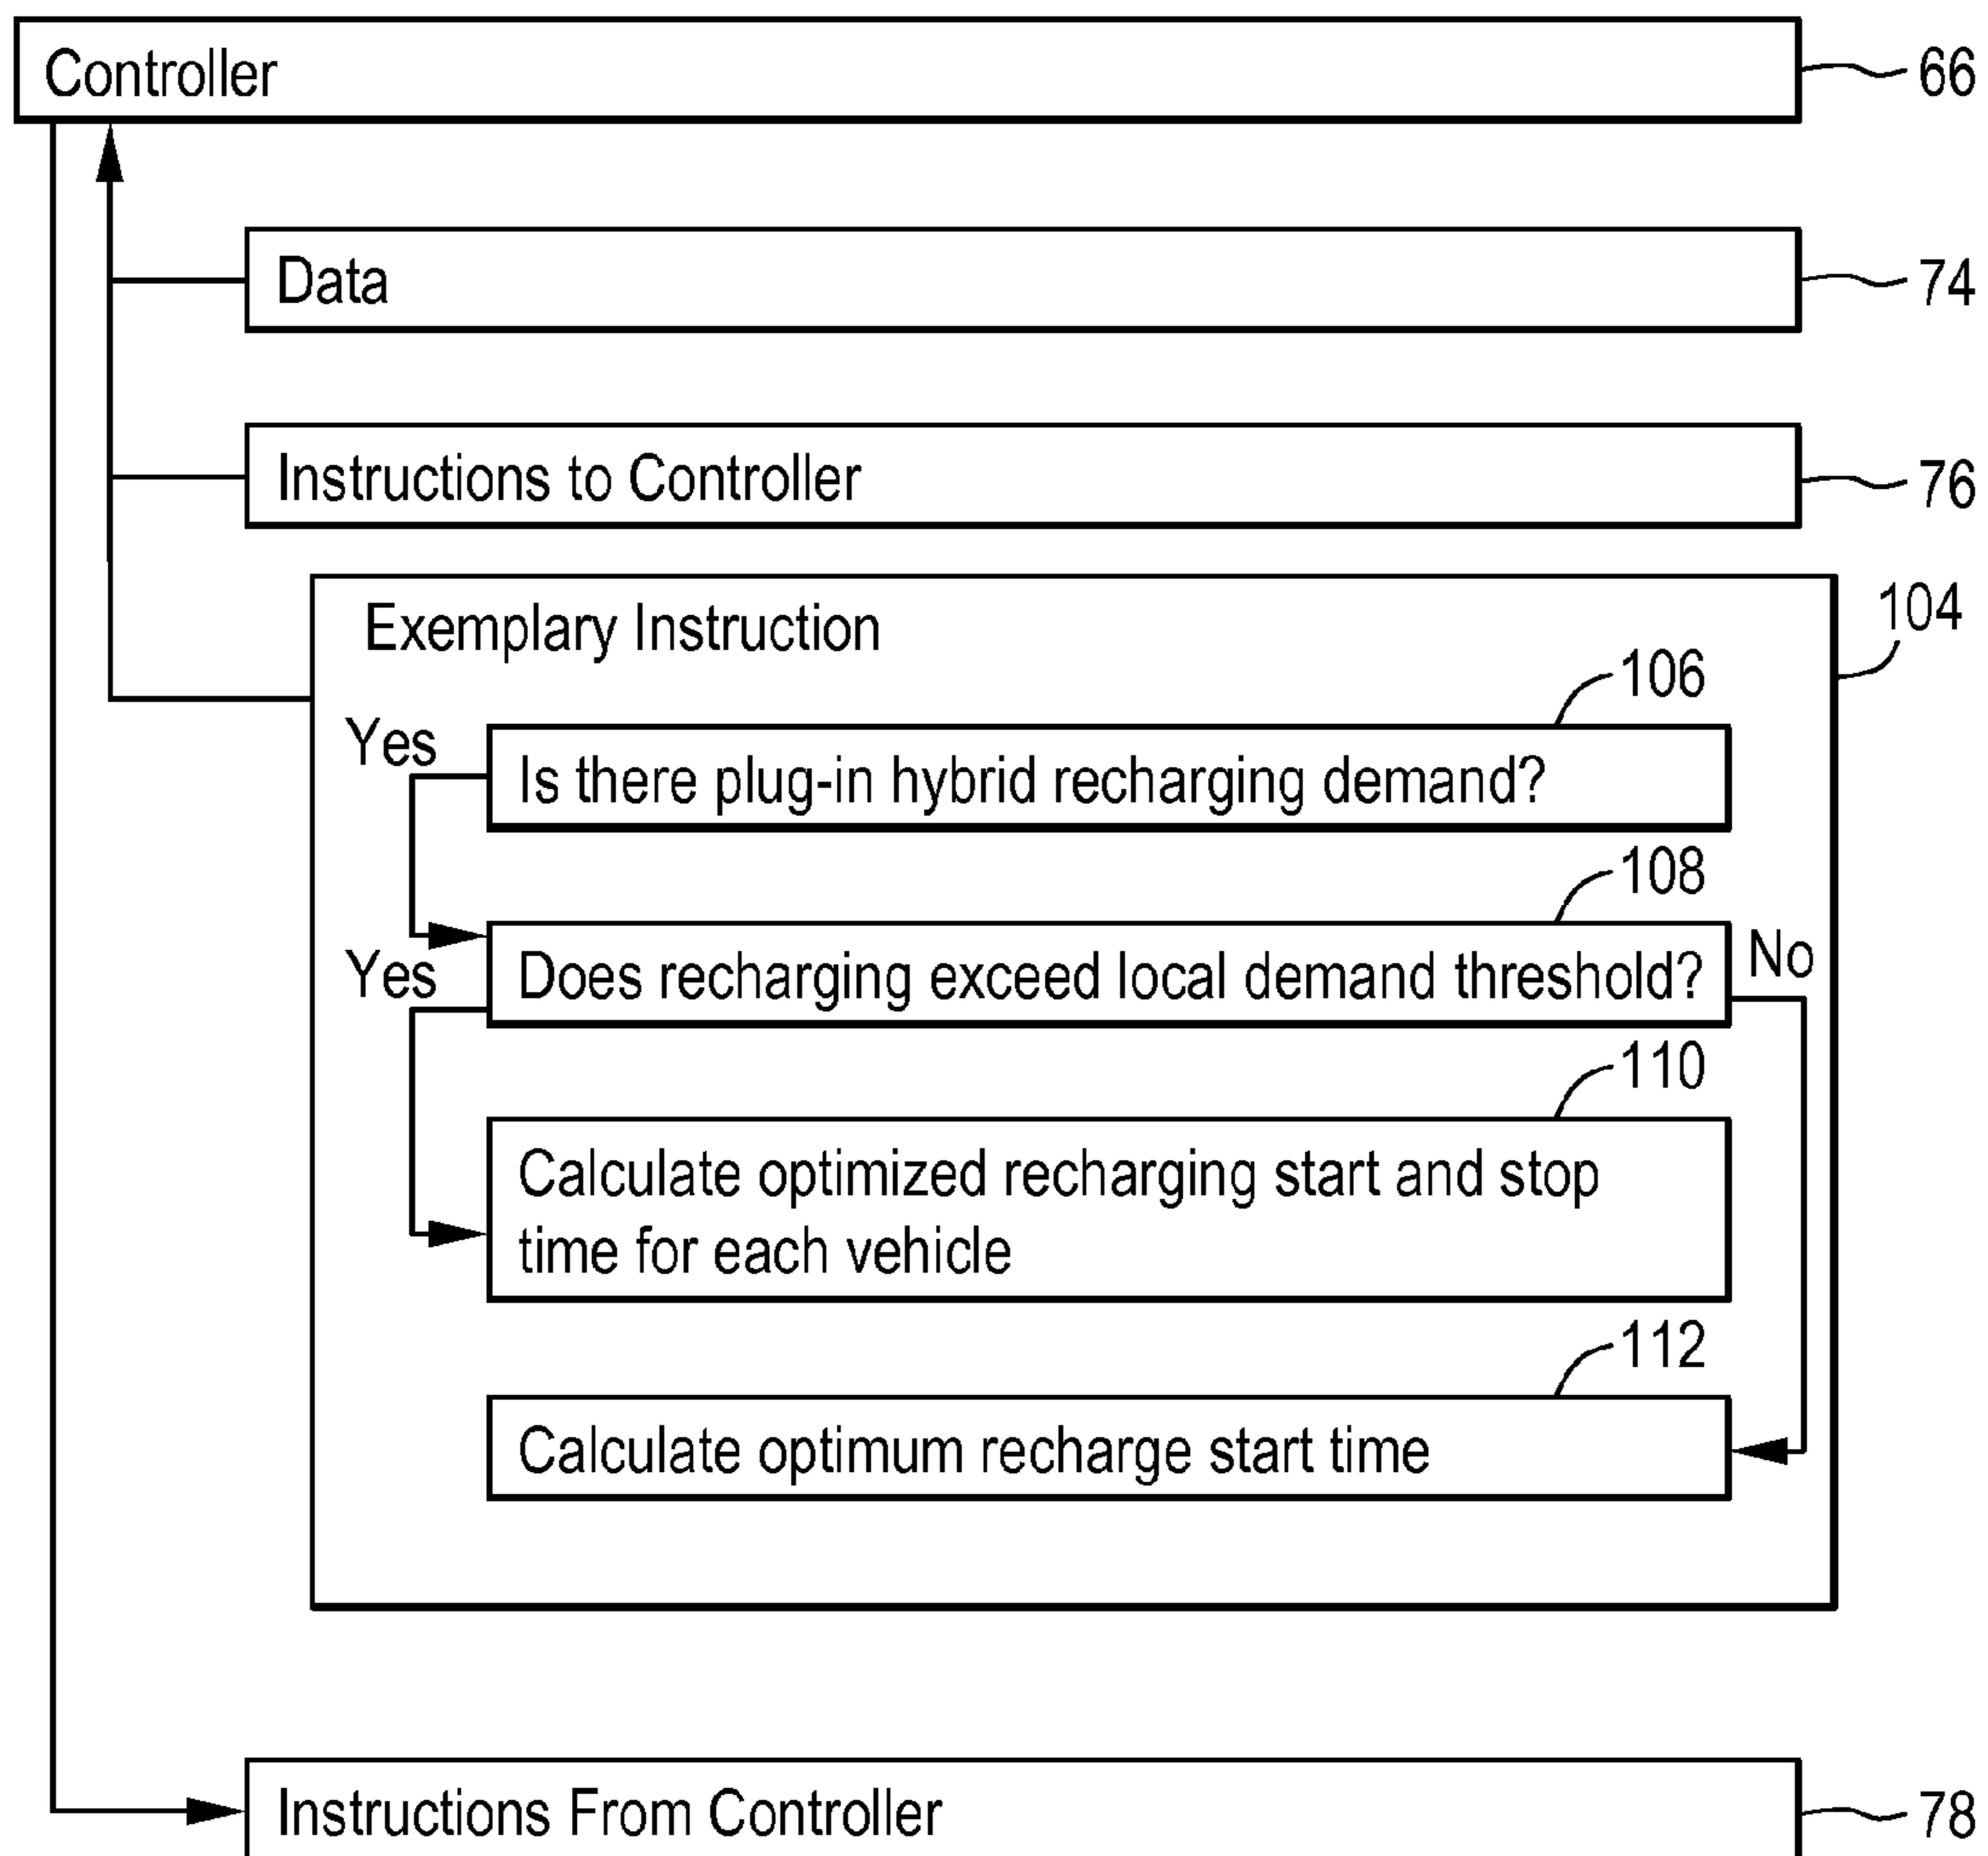 Controller
66
Data
74
Instructions to Controller
76
Exemplary Instruction
104
106
Yes
Is there plug-in hybrid recharging demand?
108
Yes
Does recharging exceed local demand threshold?
No
110
Calculate optimized recharging start and stop
time for each vehicle
112
Calculate optimum recharge start time
Instructions From Controller
78